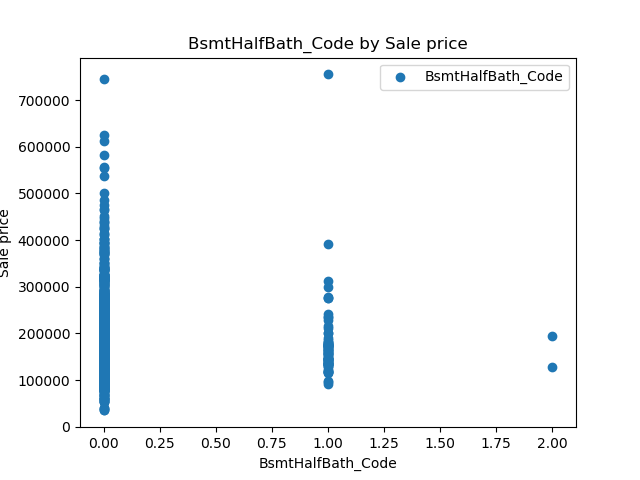 BsmtHalfBath_Code by Sale price
BsmtHalfBath_Code
700000
600000
500000
400000
300000
200000
100000
0
Sale price
0.00 0.25 0.50 0.75 1.00 1.25 1.50 1.75 2.00
BsmtHalfBath_Code